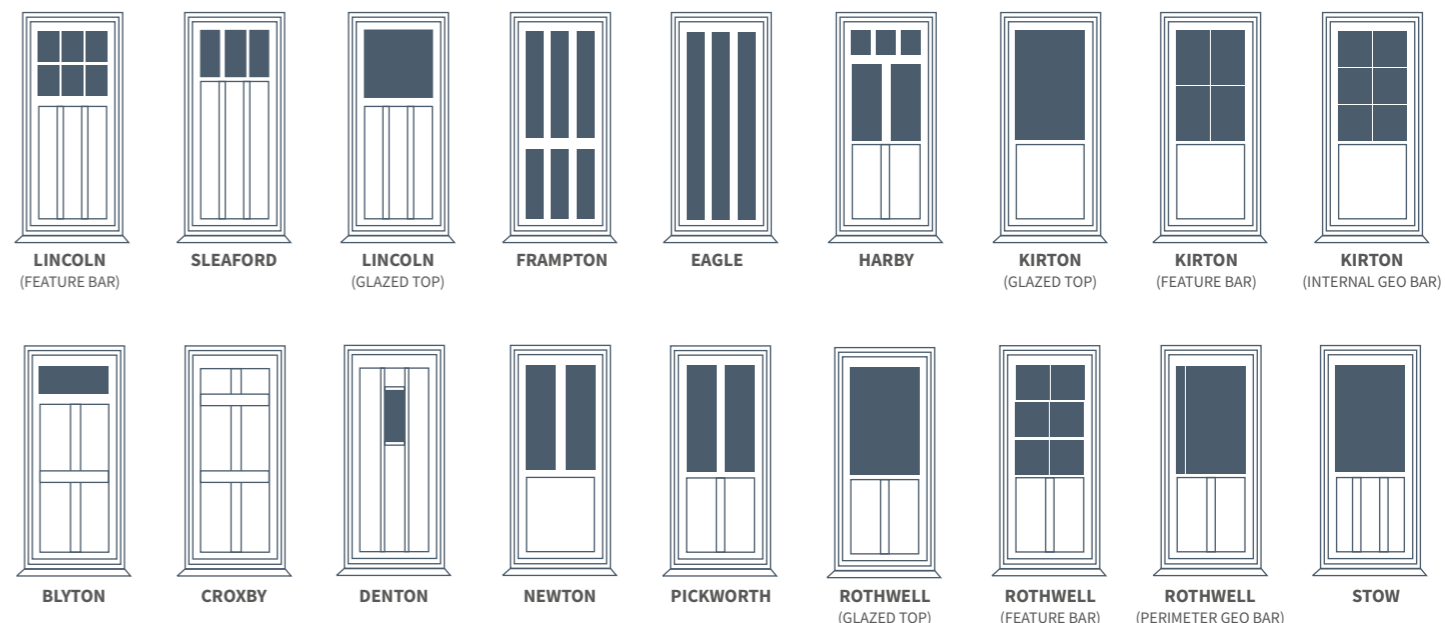 LINCOLN SLEAFORD LINCOLN FRAMPTON EAGLE HARBY KIRTON KIRTON KIRTON
(FEATURE BAR) (GLAZED TOP) (GLAZED TOP) (FEATURE BAR) (INTERNAL GEO BAR)
BLYTON CROXBY DENTON NEWTON PICKWORTH ROTHWELL ROTHWELL ROTHWELL STOW
(GLAZED TOP) (FEATURE BAR) (PERIMETER GEO BAR)